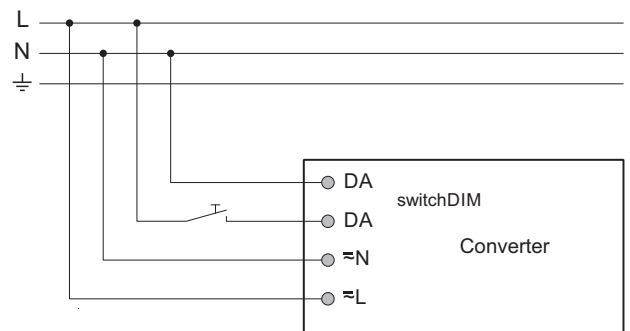 L
N
DA
switchDIM
DA
Converter
≂N
≂L